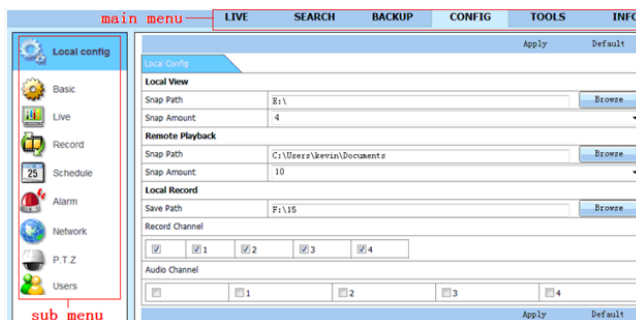 main menu LIVE SEARCH BACKUP CONFIG TOOLS INFO
Apply Default
Local config
Basic
Live
Record
25 Schedule
Alarm
Network
P.T.Z
Users
sub menu
Local Config
Local View
Snap Path E:\ Browse
Snap Amount 4
Remote Playback
Snap Path C:\Users\kevin\Documents Browse
Snap Amount 10
Local Record
Save Path F:\15 Browse
Record Channel
1 2 3 4
Audio Channel
1 2 3 4
Apply Default